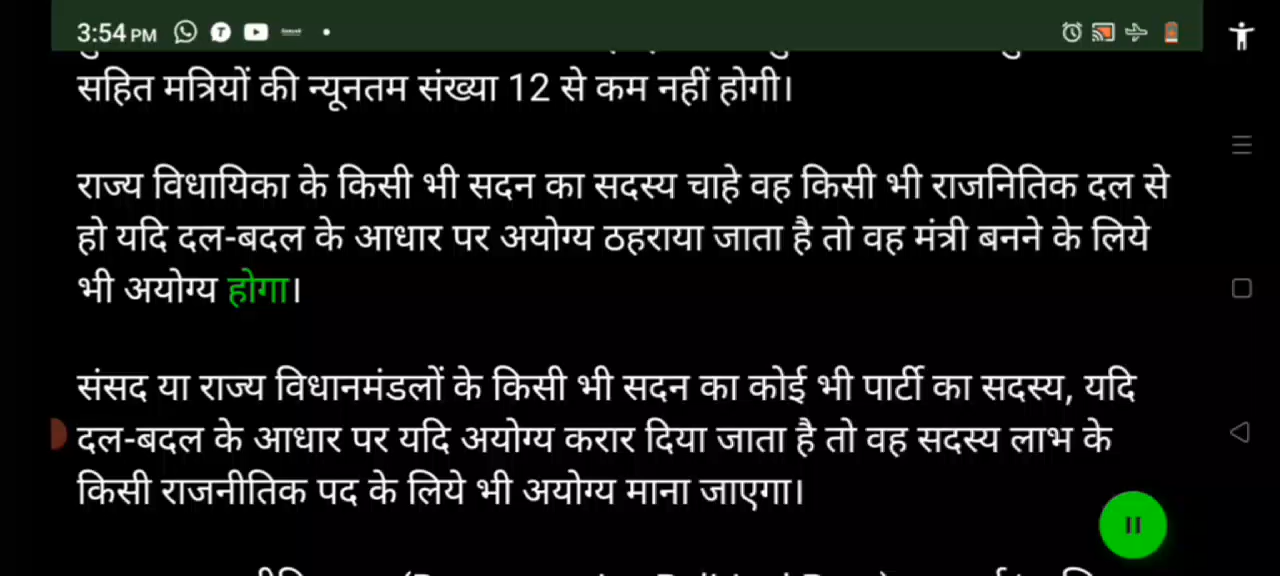 3:54 PM
सहित मत्रियों की न्यूनतम संख्या 12 से कम नहीं होगी।
राज्य विधायिका के किसी भी सदन का सदस्य चाहे वह किसी भी राजनितिक दल से
हो यदि दल-बदल के आधार पर अयोग्य ठहराया जाता है तो वह मंत्री बनने के लिये
भी अयोग्य होगा।
संसद या राज्य विधानमंडलों के किसी भी सदन का कोई भी पार्टी का सदस्य, यदि
दल-बदल के आधार पर यदि अयोग्य करार दिया जाता है तो वह सदस्य लाभ के
किसी राजनीतिक पद के लिये भी अयोग्य माना जाएगा।